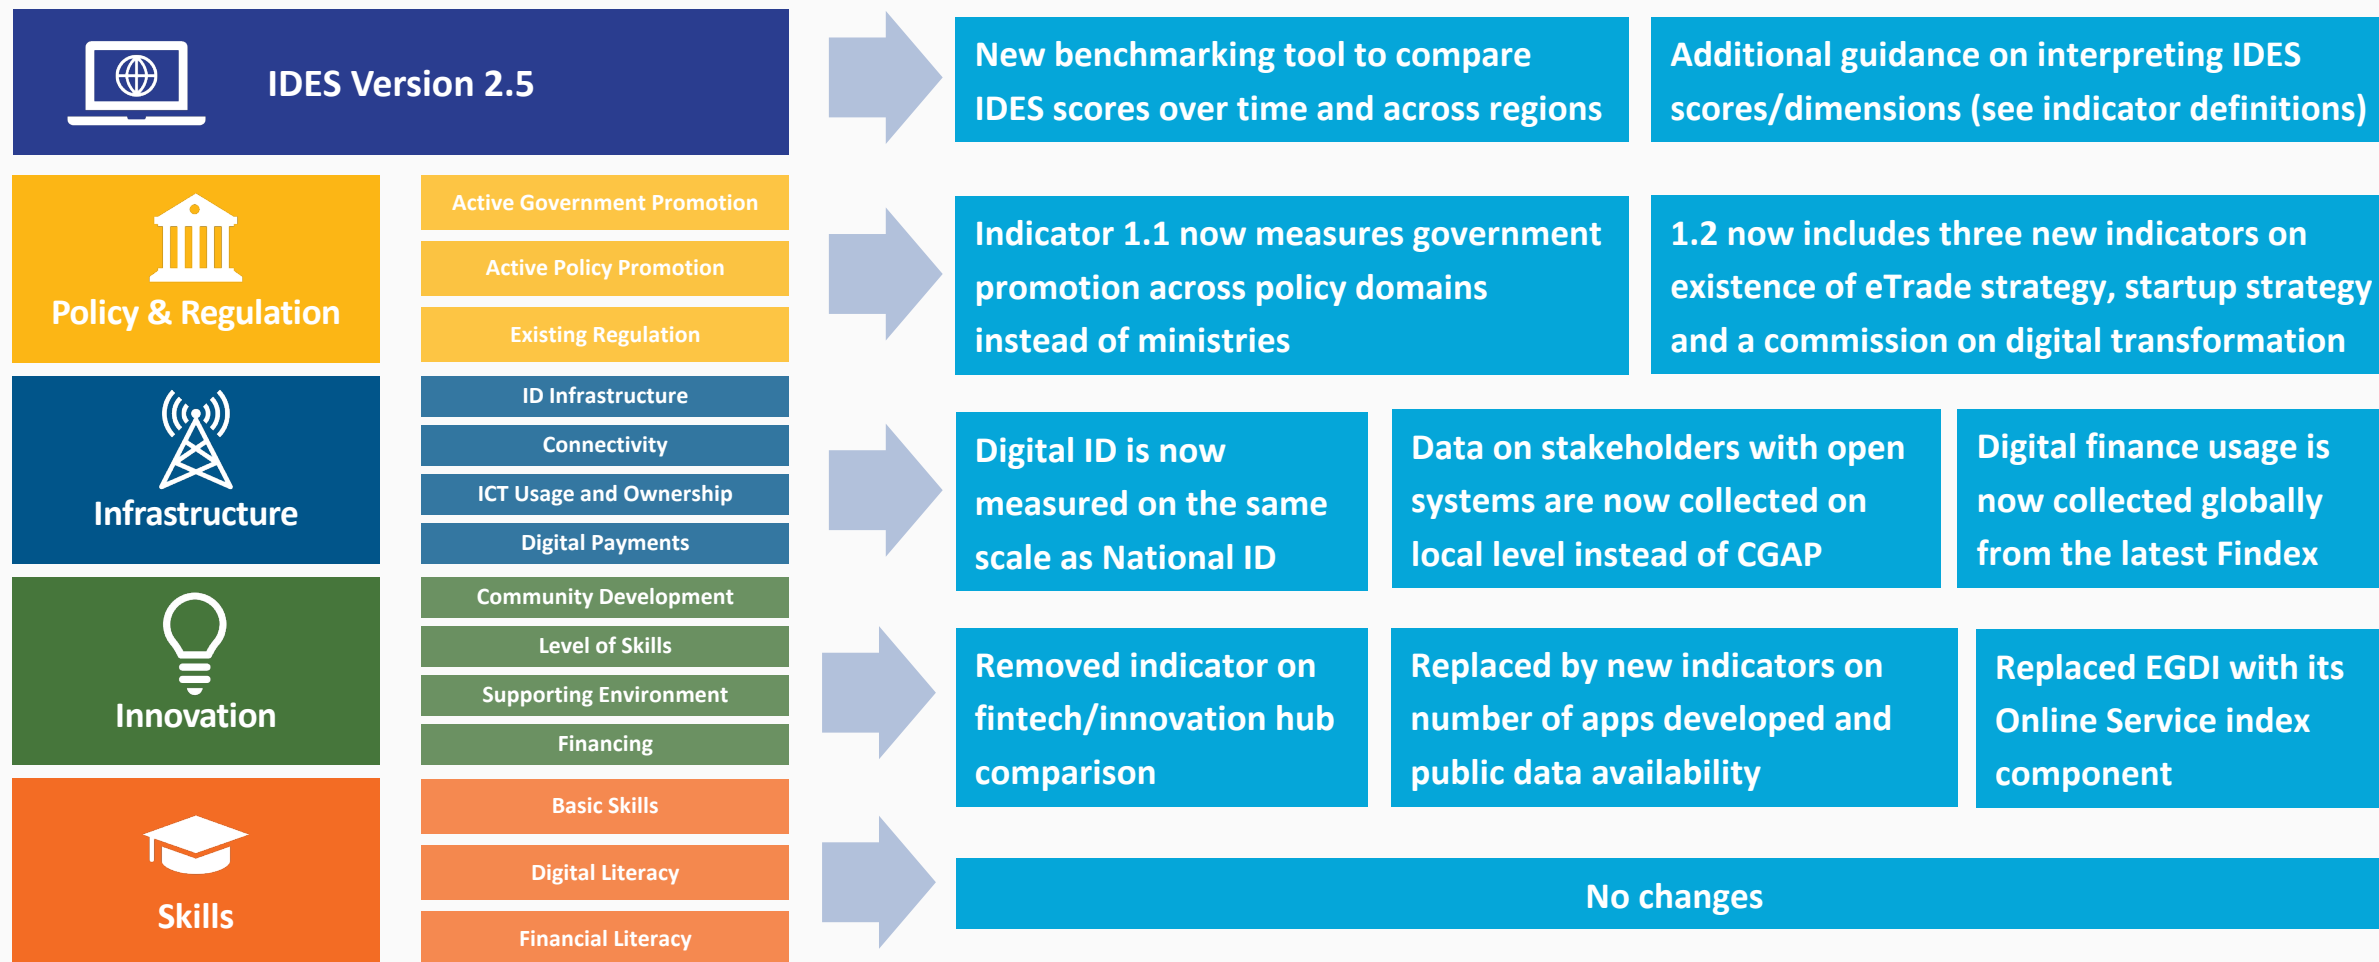 IDES Version 2.5
New benchmarking tool to compare
IDES scores over time and across regions
Additional guidance on interpreting IDES
scores/dimensions (see indicator definitions)
Policy & Regulation
Active Government Promotion
Active Policy Promotion
Existing Regulation
Indicator 1.1 now measures government
promotion across policy domains
instead of ministries
1.2 now includes three new indicators on
existence of eTrade strategy, startup strategy
and a commission on digital transformation
Infrastructure
ID Infrastructure
Connectivity
ICT Usage and Ownership
Digital Payments
Digital ID is now
measured on the same
scale as National ID
Data on stakeholders with open
systems are now collected on
local level instead of CGAP
Digital finance usage is
now collected globally
from the latest Findex
Innovation
Community Development
Level of Skills
Supporting Environment
Financing
Removed indicator on
fintech/innovation hub
comparison
Replaced by new indicators on
number of apps developed and
public data availability
Replaced EGDI with its
Online Service index
component
Skills
Basic Skills
Digital Literacy
Financial Literacy
No changes